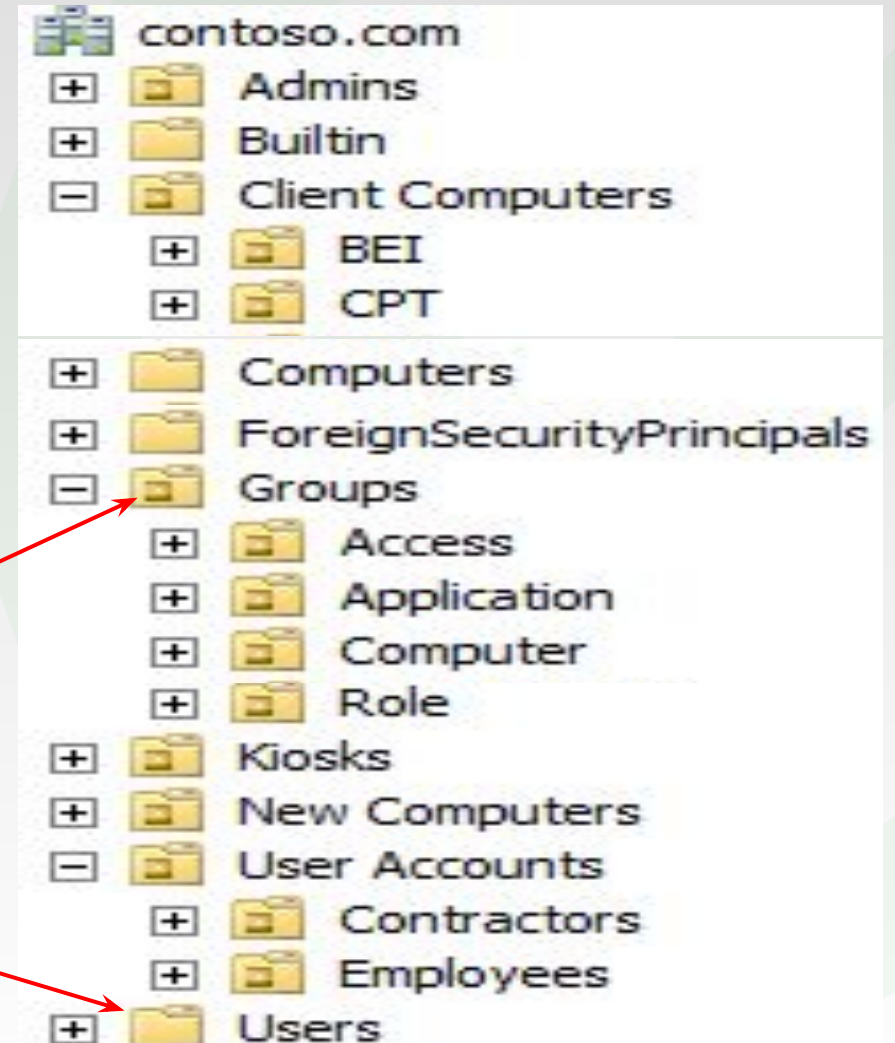 contoso.com
Admins
Builtin
Client Computers
BEI
CPT
Computers
ForeignSecurityPrincipals
Groups
Access
Application
Computer
Role
Kiosks
New Computers
User Accounts
Contractors
Employees
Users